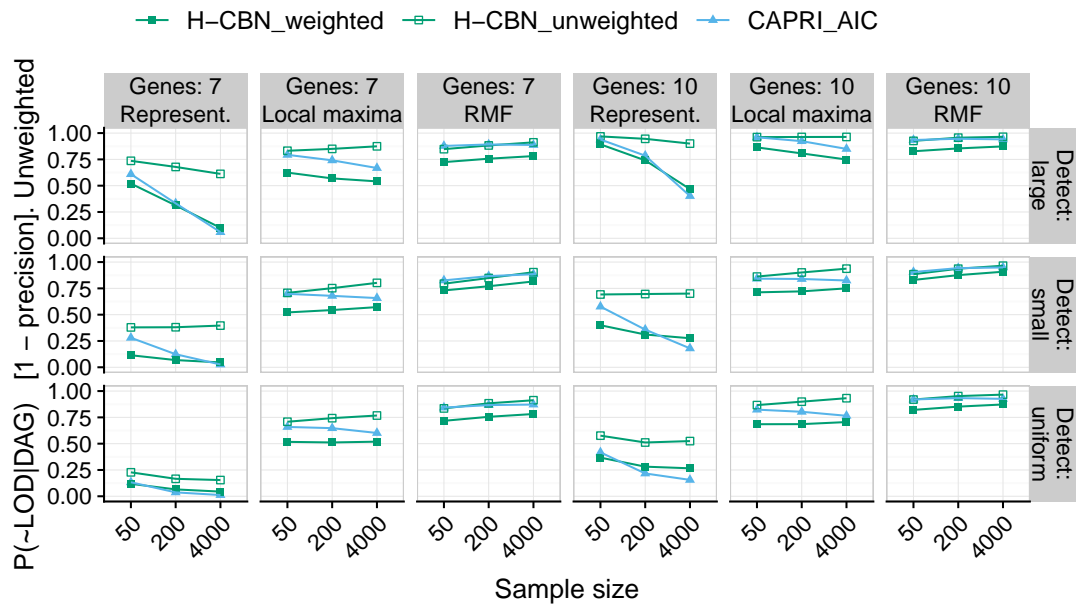 H−CBN_weighted H−CBN_unweighted CAPRI_AIC
Genes: 7 Genes: 7 Genes: 7 Genes: 10 Genes: 10 Genes: 10
Represent. Local maxima RMF Represent. Local maxima RMF
P(~LOD|DAG) [1 − precision]. Unweighted
1.00
0.75
0.50
0.25
0.00
Detect:
large
1.00
0.75
0.50
0.25
0.00
Detect:
small
1.00
0.75
0.50
0.25
0.00
Detect:
uniform
50 200 4000 50 200 4000 50 200 4000 50 200 4000 50 200 4000 50 200 4000
Sample size